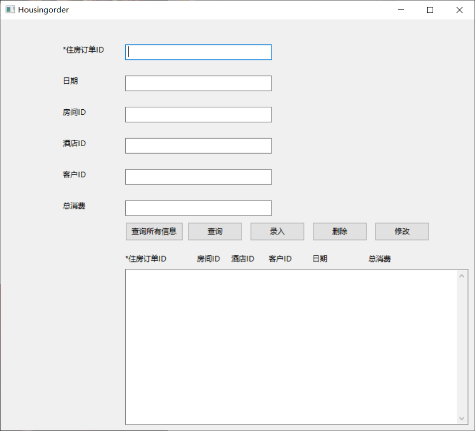 Housingorder
*住房订单ID
日期
房间ID
酒店ID
客户ID
总消费
查询所有信息 查询 录入 删除 修改
*住房订单ID 房间ID 酒店ID 客户ID 日期 总消费